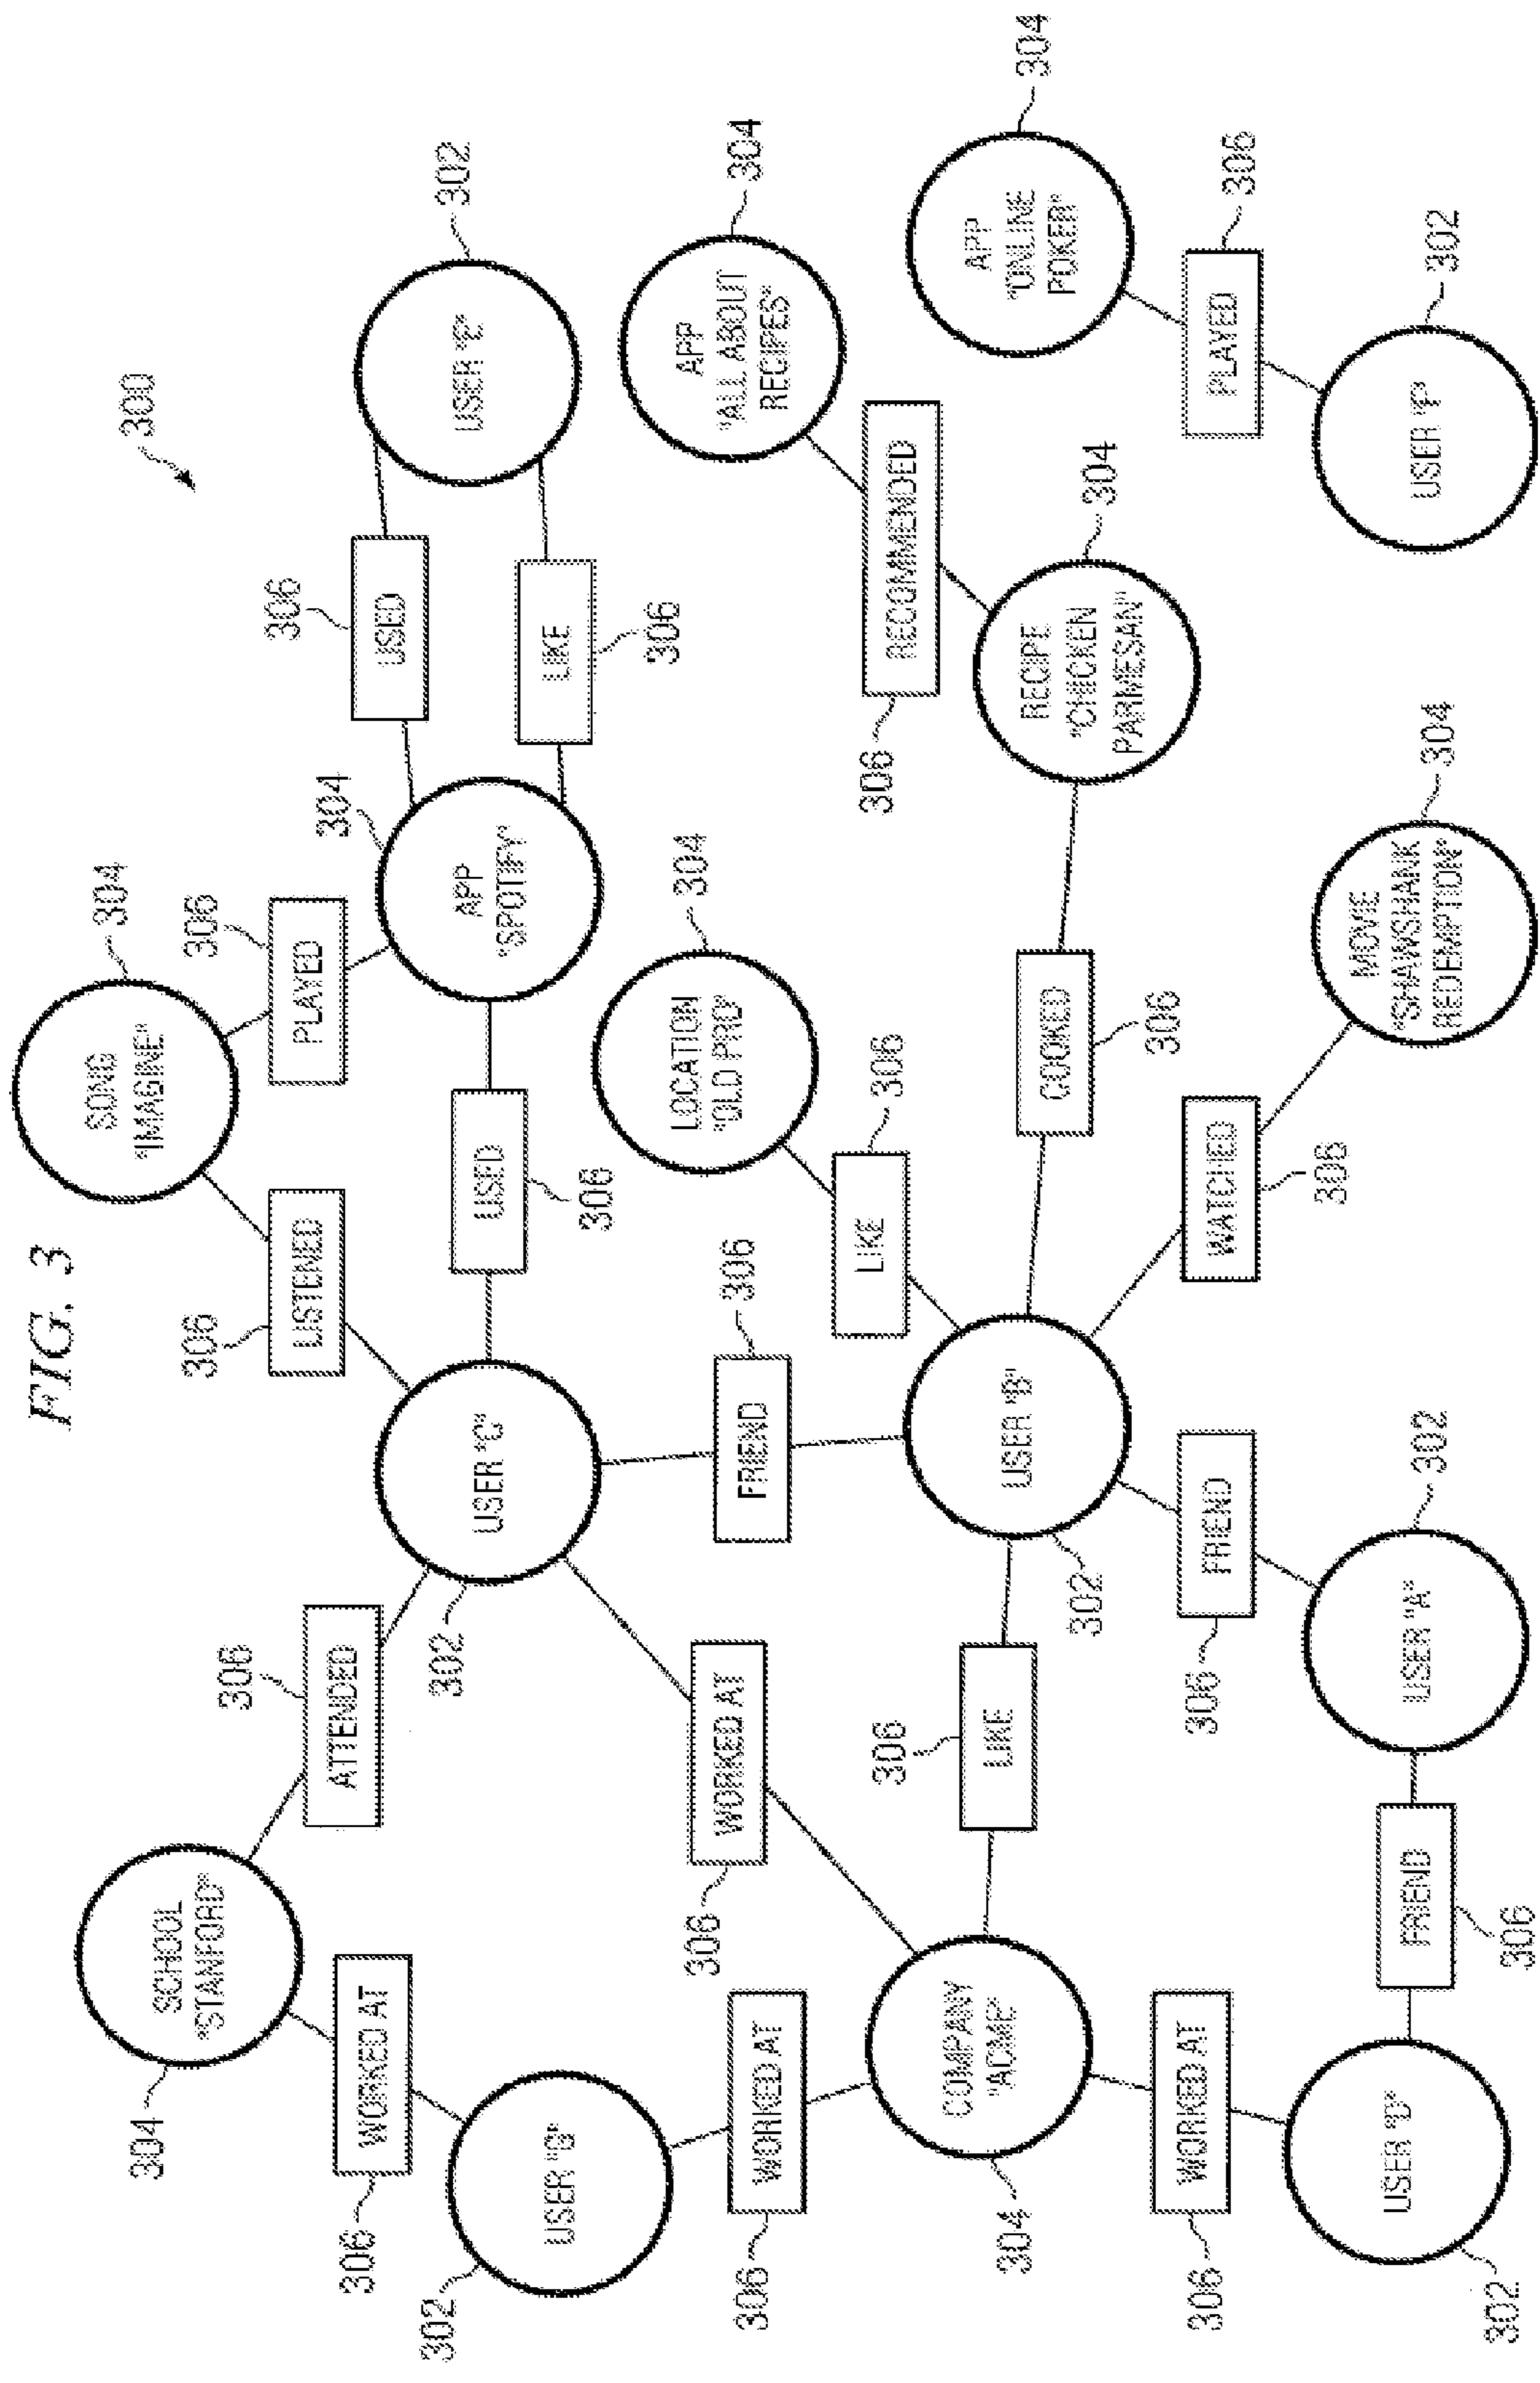 FIG. 3
300
304
SONG
"IMAGINE"
304
SCHOOL
"STANFORD"
306
ATTENDED
306
LISTENED
306
PLAYED
306
USED
306
WORKED AT
304
302
302
USER "G"
302
USER "C"
USED
306
APP
"SPOTIFY"
USER "E"
302
LIKE
306
306
WORKED AT
306
WORKED AT
FRIEND
306
LOCATION
"OLD PRO"
304
APP
"ALL ABOUT
RECIPES"
304
LIKE
306
306
RECOMMENDED
304
COMPANY
"ACME"
306
LIKE
302
USER "B"
COOKED
306
RECIPE
"CHICKEN
PARMESAN"
304
APP
"ONLINE
POKER"
304
306
WORKED AT
306
FRIEND
WATCHED
306
PLAYED
306
302
USER "D"
FRIEND
306
USER "A"
302
MOVIE
"SHAWSHANK
REDEMPTION"
304
USER "F"
302